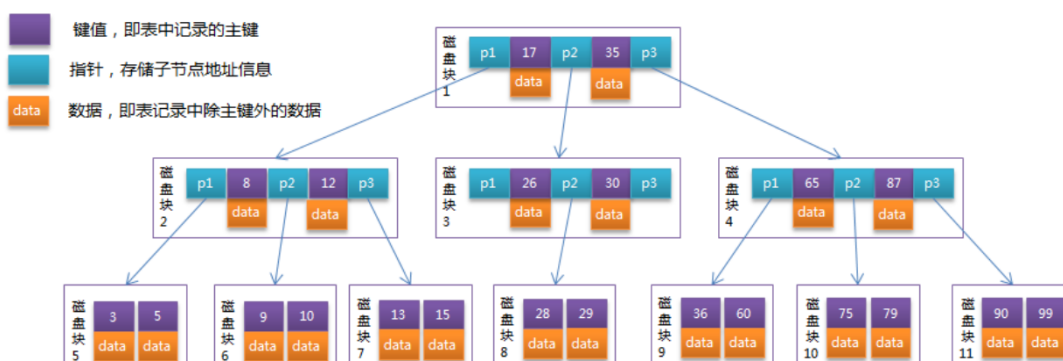 键值，即表中记录的主键
指针，存储子节点地址信息
data 数据，即表记录中除主键外的数据
磁盘块1
p1 17 p2 35 p3
data data
磁盘块2
p1 8 p2 12 p3
data data
磁盘块3
p1 26 p2 30 p3
data data
磁盘块4
p1 65 p2 87 p3
data data
磁盘块5
3 5
data data
磁盘块6
9 10
data data
磁盘块7
13 15
data data
磁盘块8
28 29
data data
磁盘块9
36 60
data data
磁盘块10
75 79
data data
磁盘块11
90 99
data data